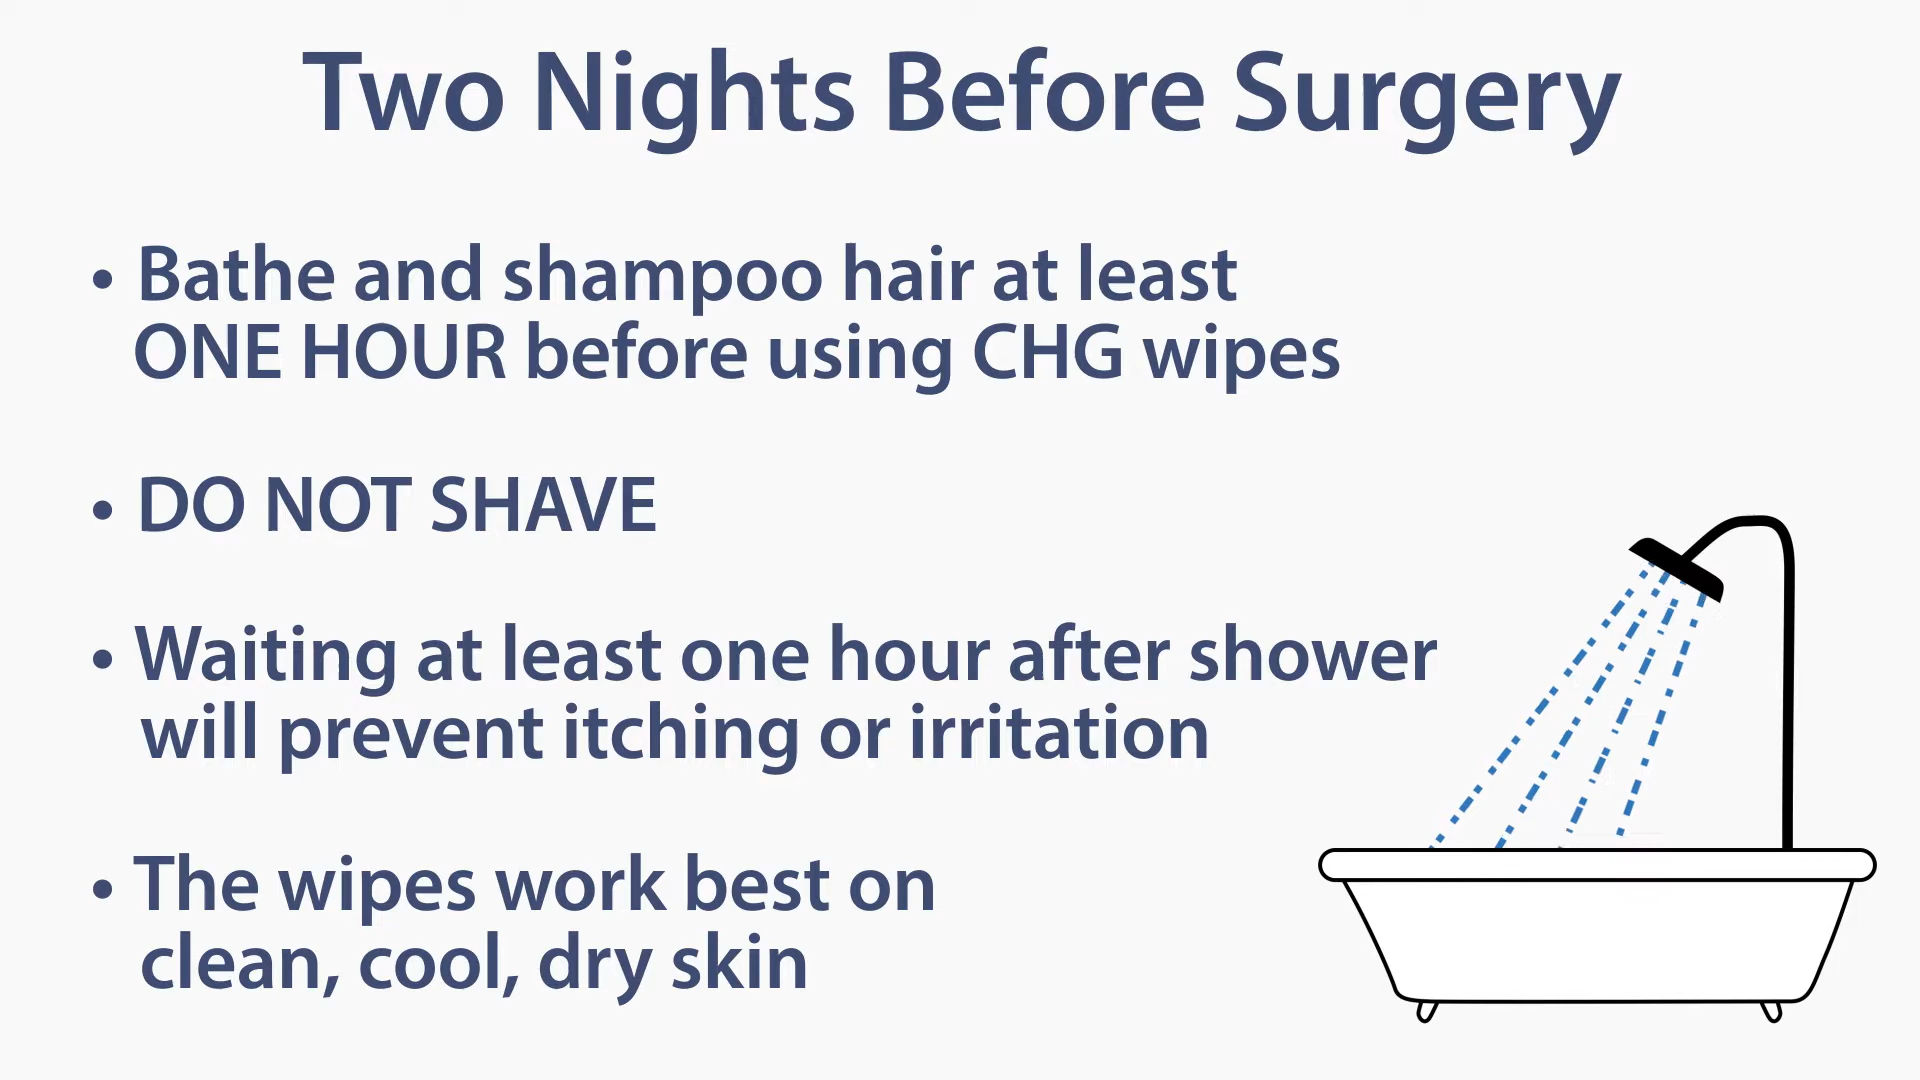 Two Nights Before Surgery
• Bathe and shampoo hair at least
ONE HOUR before using CHG wipes
• DO NOT SHAVE
• Waiting at least one hour after shower
will prevent itching or irritation
• The wipes work best on
clean, cool, dry skin